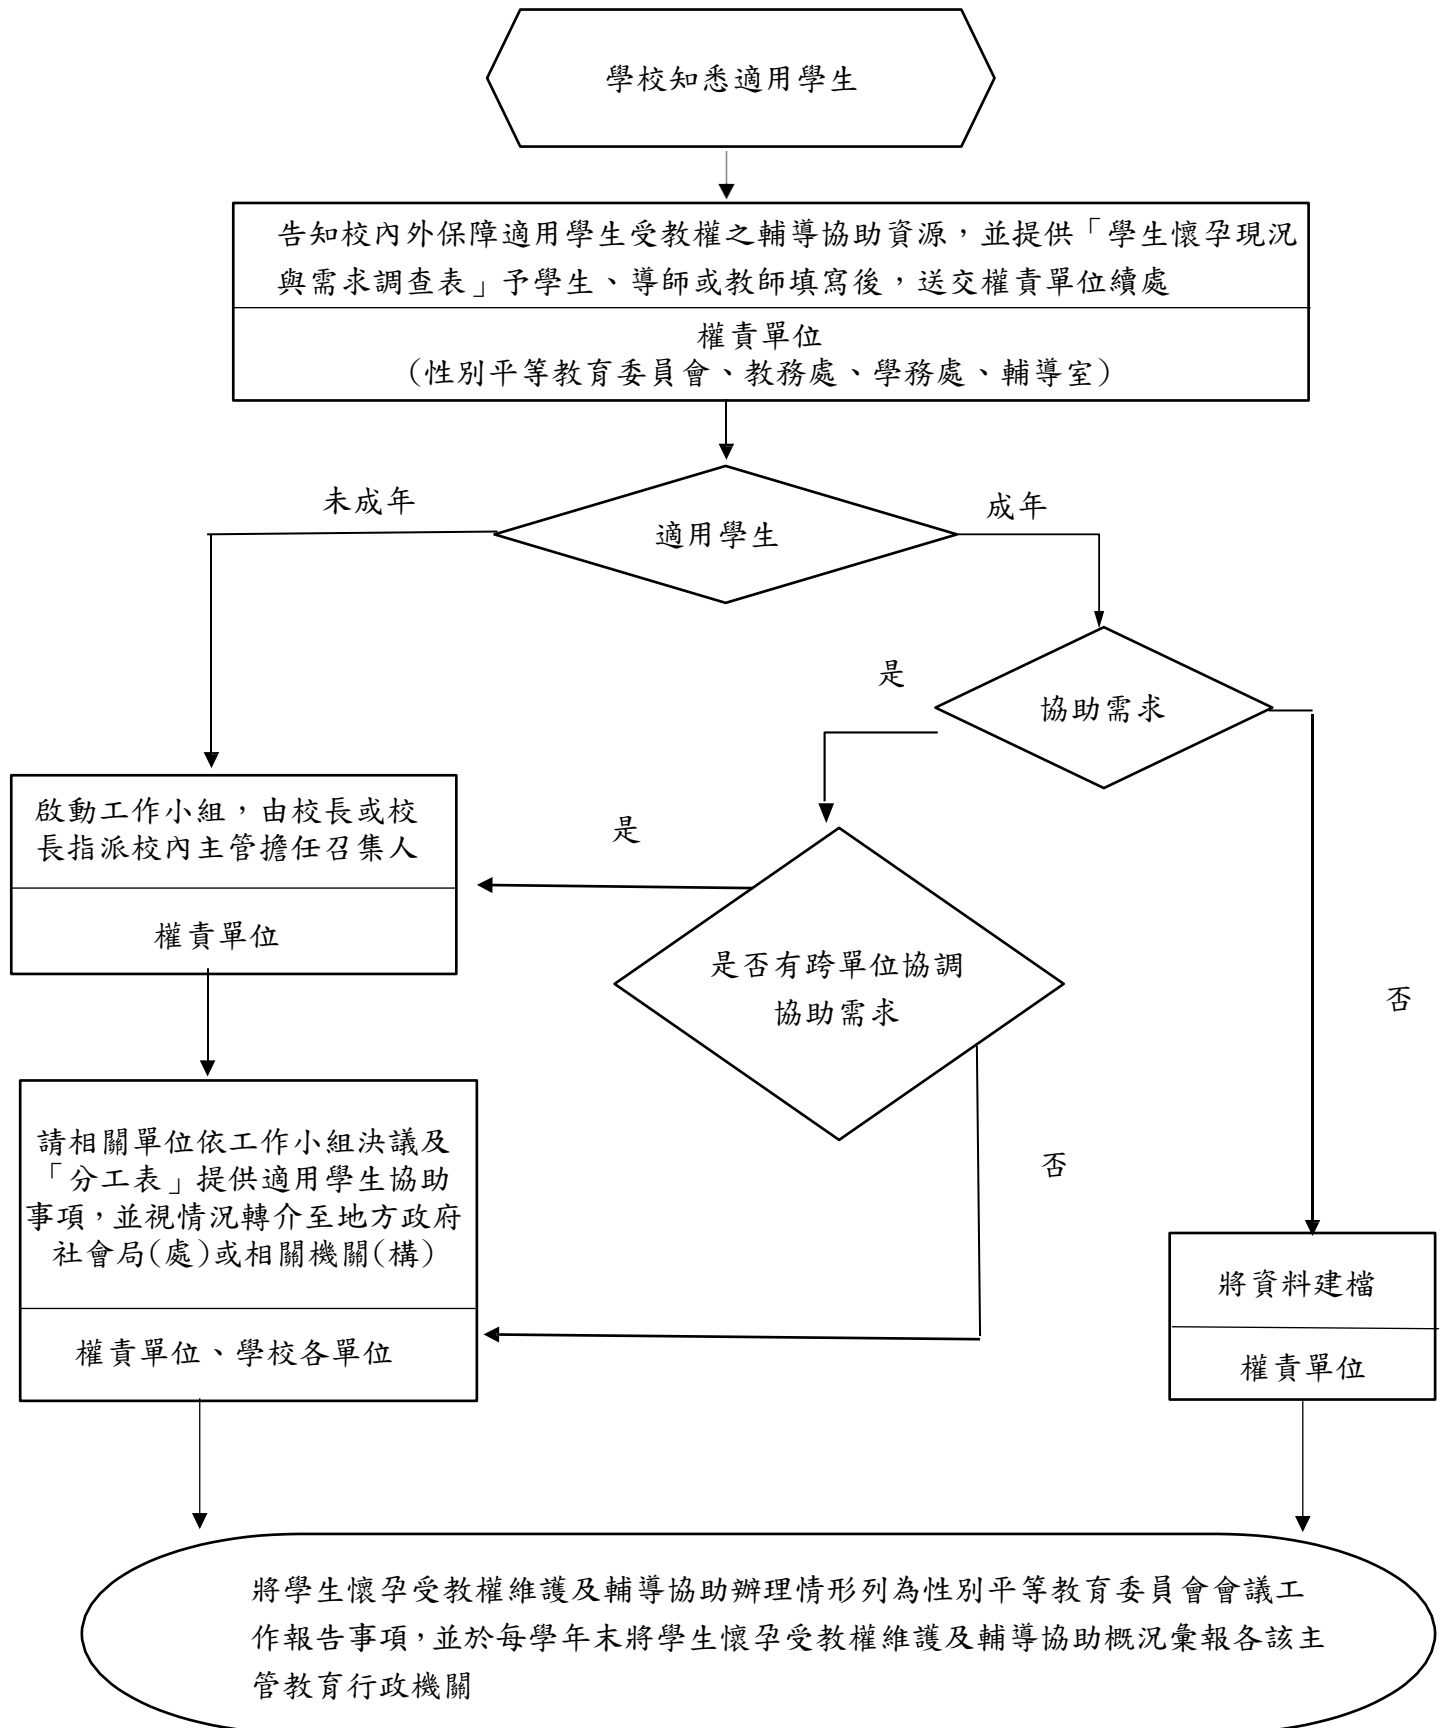 學校知悉適用學生
告知校內外保障適用學生受教權之輔導協助資源，並提供「學生懷孕現況
與需求調查表」予學生、導師或教師填寫後，送交權責單位續處
權責單位
(性別平等教育委員會、教務處、學務處、輔導室)
未成年
成年
適用學生
是
協助需求
啟動工作小組，由校長或校
長指派校內主管擔任召集人
權責單位
是
是否有跨單位協調
協助需求
否
請相關單位依工作小組決議及
「分工表」提供適用學生協助
事項，並視情況轉介至地方政府
社會局(處)或相關機關(構)
權責單位、學校各單位
否
將資料建檔
權責單位
將學生懷孕受教權維護及輔導協助辦理情形列為性別平等教育委員會會議工
作報告事項，並於每學年末將學生懷孕受教權維護及輔導協助概況彙報各該主
管教育行政機關